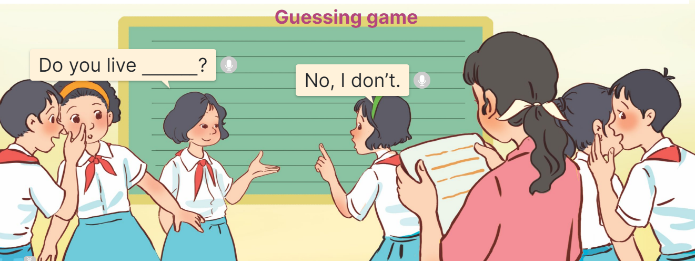 Guessing game
Do you live ______?
No, I don't.